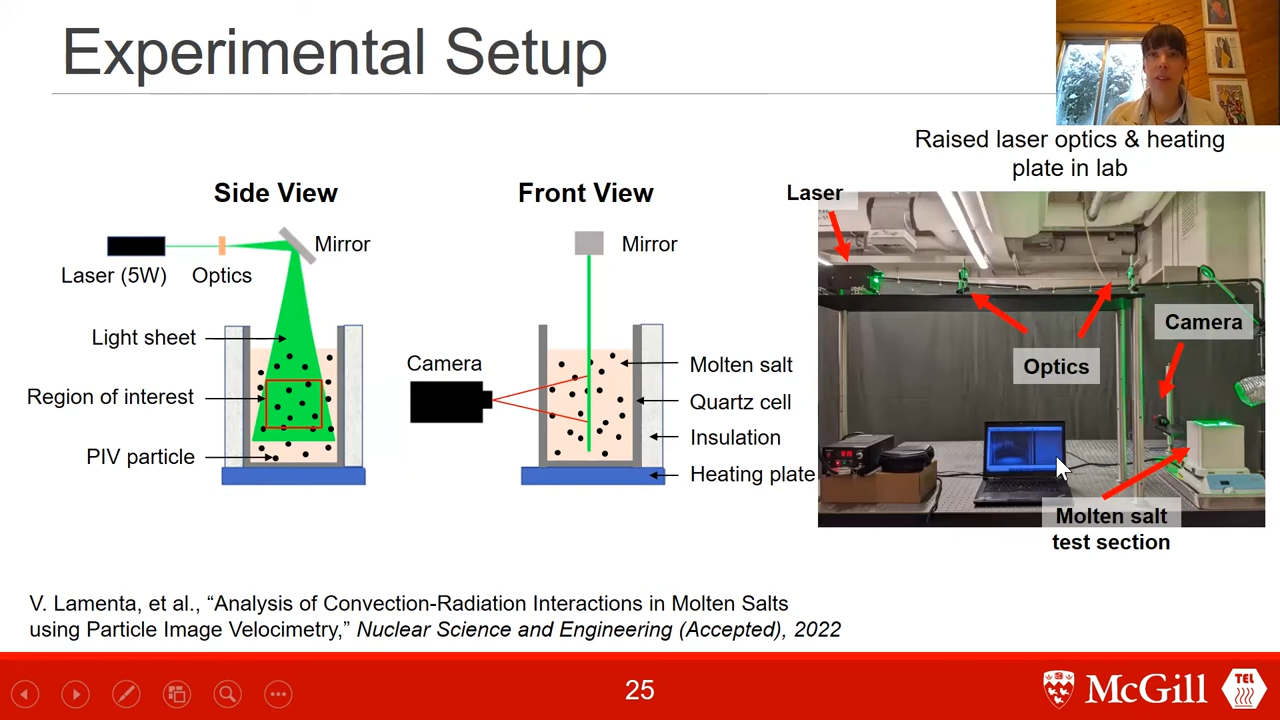 Experimental Setup
Raised laser optics & heating
plate in lab
Side View
Front View
Laser
Mirror
Mirror
Laser (5W)
Optics
Light sheet
Camera
Molten salt
Region of interest
Quartz cell
Insulation
PIV particle
Heating plate
Camera
Optics
Molten salt
test section
V. Lamenta, et al., “Analysis of Convection-Radiation Interactions in Molten Salts
using Particle Image Velocimetry,” Nuclear Science and Engineering (Accepted), 2022
25
McGill
TEL